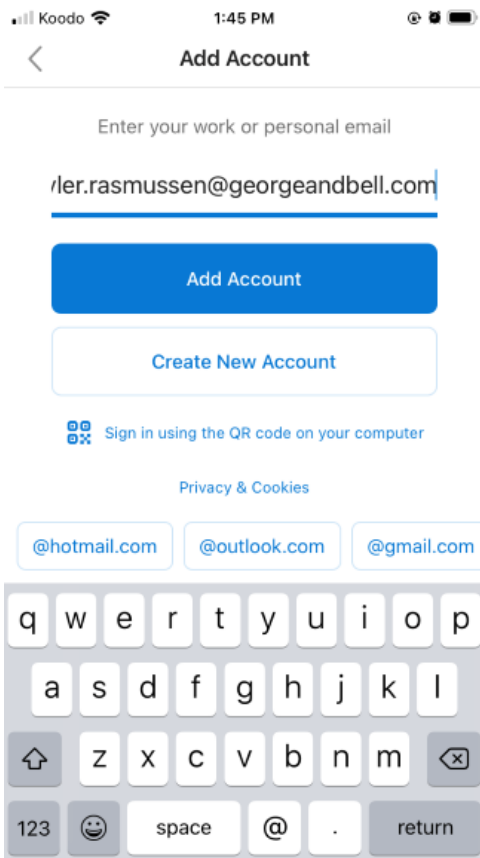 Koodo 1:45 PM
Add Account
Enter your work or personal email
yler.rasmussen@georgeandbell.com
Add Account
Create New Account
Sign in using the QR code on your computer
Privacy & Cookies
@hotmail.com @outlook.com @gmail.com
q w e r t y u i o p
a s d f g h j k l
z x c v b n m
123 space @ . return